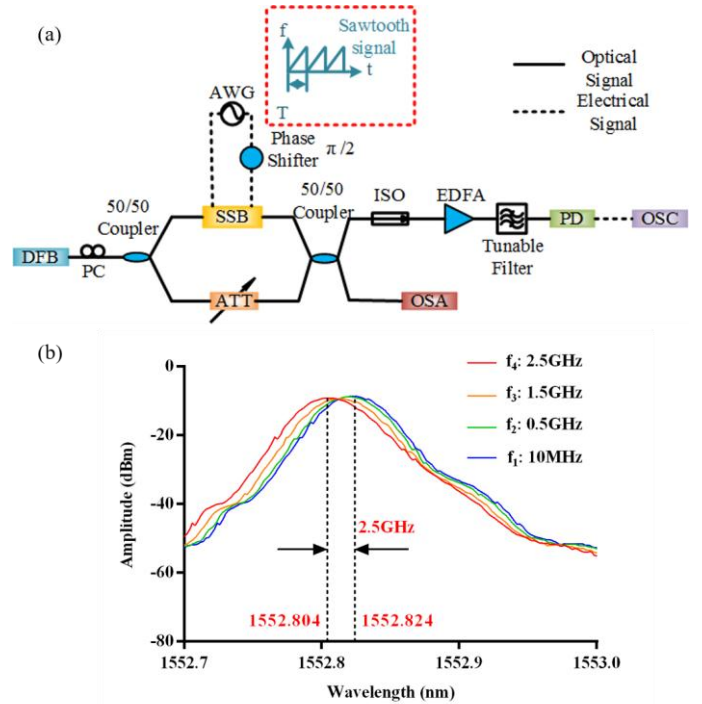 (a)
f
Sawtooth
signal
t
T
AWG
Phase
Shifter
π/2
Optical
Signal
Electrical
Signal
50/50
Coupler
SSB
50/50
Coupler
ISO
EDFA
Tunable
Filter
PD
OSC
DFB
PC
ATT
OSA
(b)
0
-20
-40
-60
-80
Amplitude (dBm)
f₄: 2.5GHz
f₃: 1.5GHz
f₂: 0.5GHz
f₁: 10MHz
2.5GHz
1552.804
1552.824
1552.7
1552.8
1552.9
1553.0
Wavelength (nm)